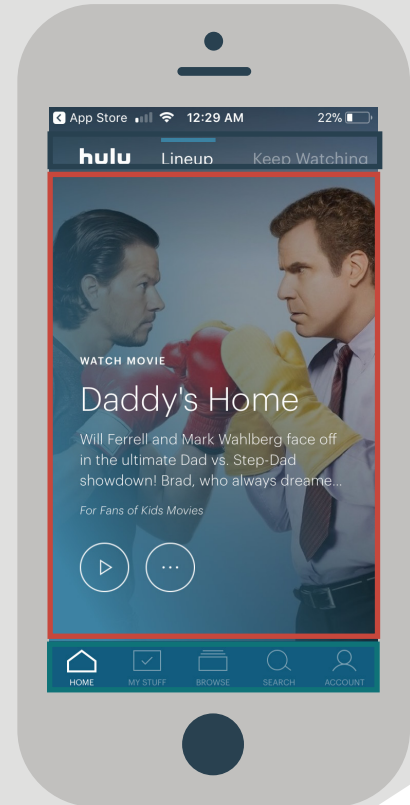 App Store 12:29 AM 22%
hulu Lineup Keep Watching
WATCH MOVIE
Daddy's Home
Will Ferrell and Mark Wahlberg face off
in the ultimate Dad vs. Step-Dad
showdown! Brad, who always dreame...
For Fans of Kids Movies
HOME MY STUFF BROWSE SEARCH ACCOUNT